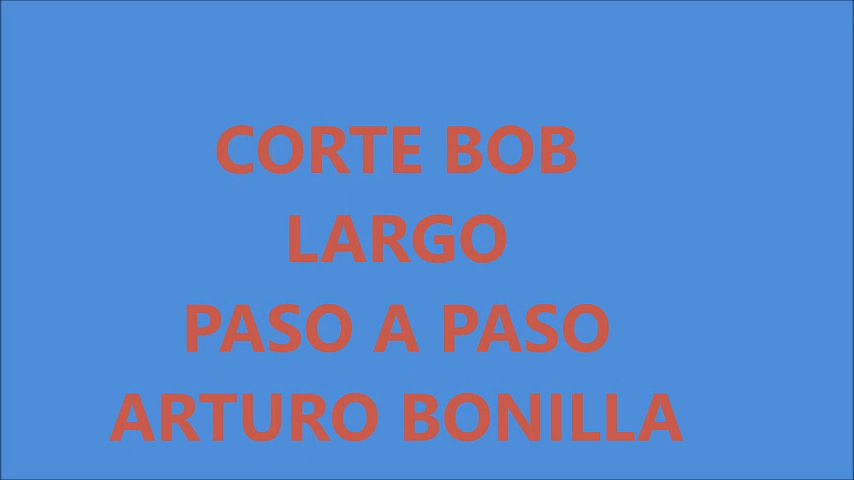 CORTE BOB
LARGO
PASO A PASO
ARTURO BONILLA